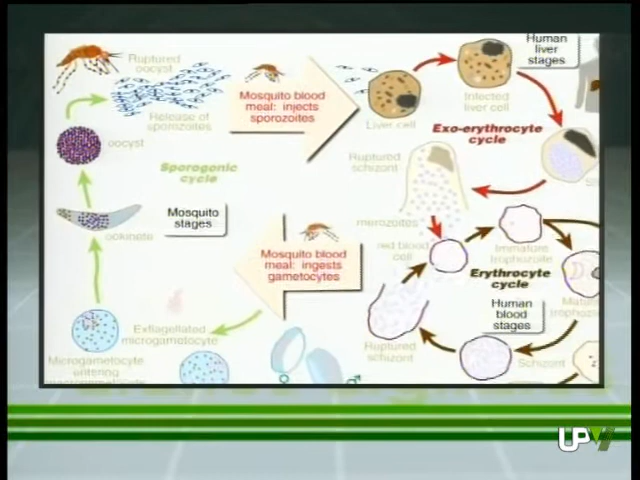 Ruptured
oocyst
Release of
sporozoites
oocyst
Sporogonic
cycle
ookinete
Mosquito
stages
Mosquito blood
meal: injects
sporozoites
Human
liver
stages
Infected
liver cell
Liver cell
Exo-erythrocyte
cycle
Ruptured
schizont
merozoites
red blood
cell
Immature
trophozoite
Erythrocyte
cycle
Human
blood
stages
Mosquito blood
meal: ingests
gametocytes
Exflagellated
microgametocyte
Microgametocyte
entering
Ruptured
schizont
Schizont
UPV